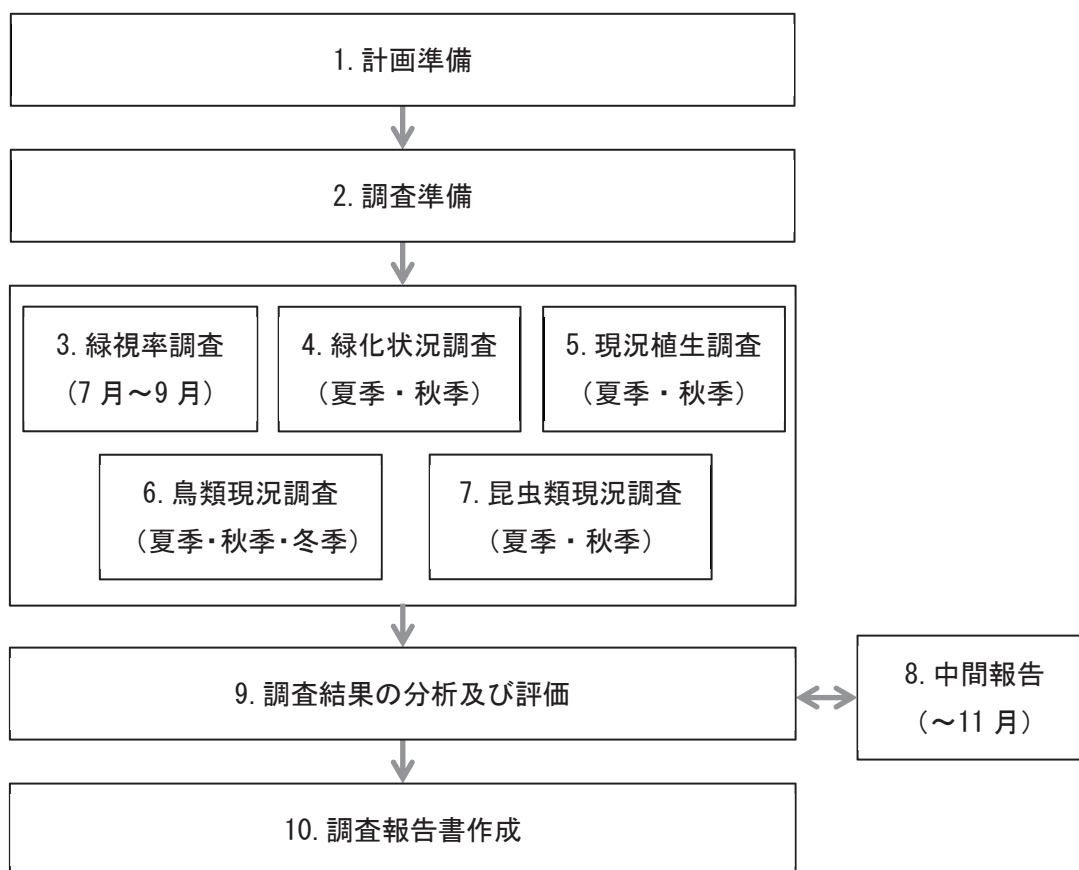 1.計画準備
2.調査準備
3.緑視率調査
(7月～9月)
4.緑化状況調査
（夏季・秋季）
5.現況植生調査
（夏季・秋季）
6.鳥類現況調査
（夏季・秋季・冬季）
7.昆虫類現況調査
（夏季・秋季）
9.調査結果の分析及び評価
8.中間報告
（～11月）
10.調査報告書作成